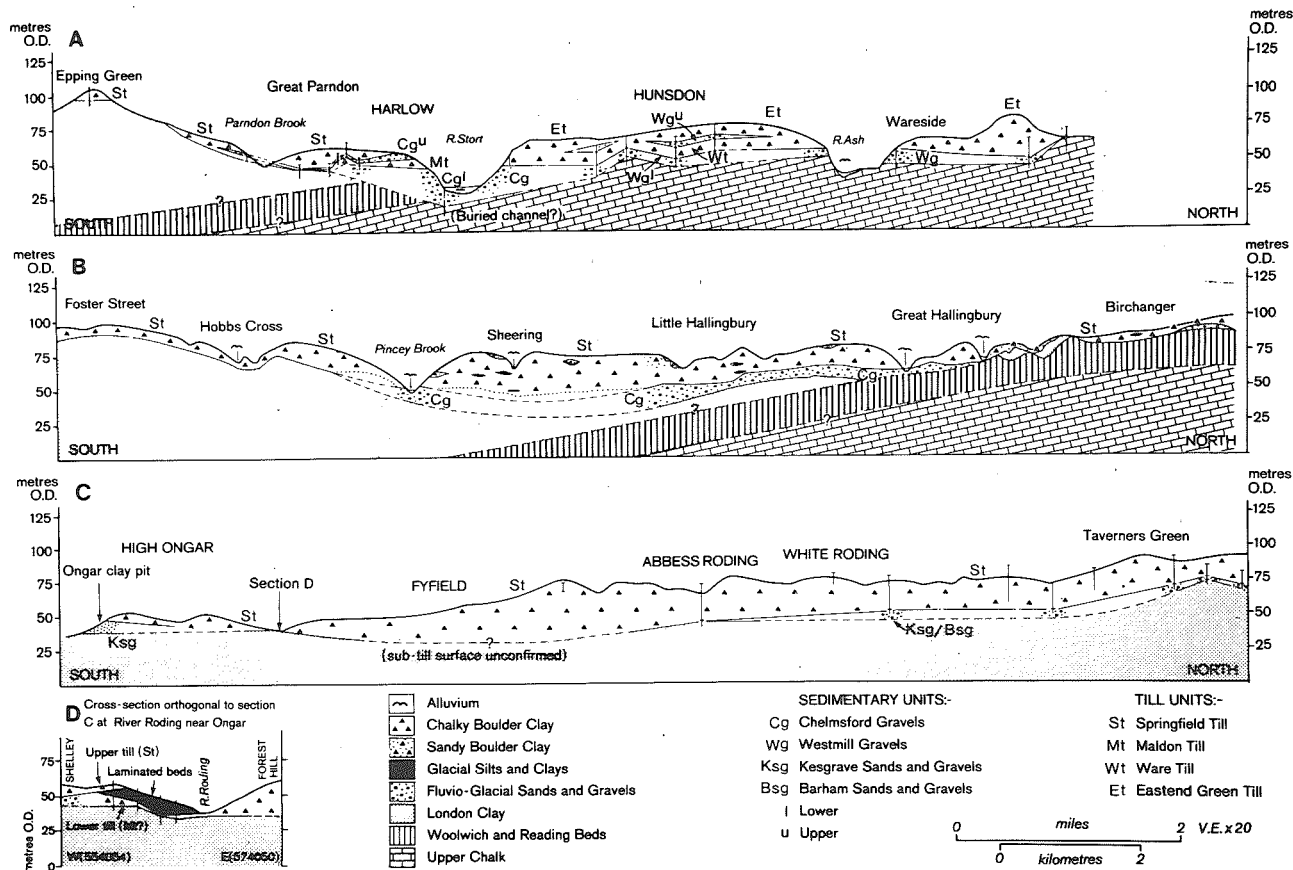 metres
O.D.
A
metres
O.D.
125
100
75
50
25
Epping Green
St
Great Parndon
HARLOW
St
Parndon Brook
St
Cgu
Mt
Cgl
R.Stort
Et
Cg
HUNSDON
Wgu
Et
Wt
Wgl
R.Ash
Wareside
Et
Wg
125
100
75
50
25
?
?
(Buried channel?)
SOUTH
NORTH
metres
O.D.
B
metres
O.D.
125
100
75
50
25
Foster Street
St
Hobbs Cross
St
Pincey Brook
Sheering
St
Little Hallingbury
St
Great Hallingbury
Birchanger
St
Cg
Cg
Cg
?
?
125
100
75
50
25
SOUTH
NORTH
metres
O.D.
C
metres
O.D.
125
100
75
50
25
HIGH ONGAR
Ongar clay pit
Section D
FYFIELD
St
St
ABBESS RODING
WHITE RODING
St
Taverners Green
Ksg
Ksg/Bsg
?
(sub-till surface unconfirmed)
125
100
75
50
25
SOUTH
NORTH
D
Cross-section orthogonal to section
C at River Roding near Ongar
SHELLEY
Upper till (St)
Laminated beds
R.Roding
FOREST
HILL
75
50
25
0
metres O.D.
Lower till (Mt?)
W(554054)
E(574050)
Alluvium
Chalky Boulder Clay
Sandy Boulder Clay
Glacial Silts and Clays
Fluvio-Glacial Sands and Gravels
London Clay
Woolwich and Reading Beds
Upper Chalk
SEDIMENTARY UNITS:-
Cg Chelmsford Gravels
Wg Westmill Gravels
Ksg Kesgrave Sands and Gravels
Bsg Barham Sands and Gravels
l Lower
u Upper
TILL UNITS:-
St Springfield Till
Mt Maldon Till
Wt Ware Till
Et Eastend Green Till
0 miles 2 V.E.x 20
0 kilometres 2